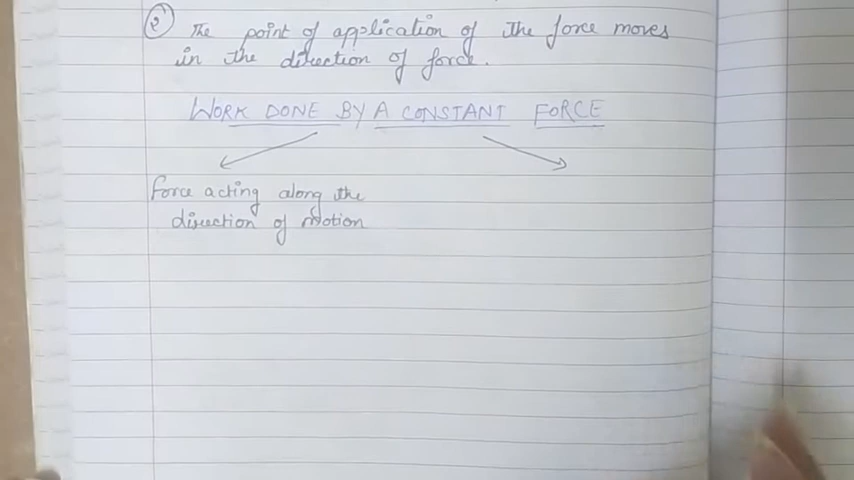 2 The point of application of the force moves
in the direction of force.
WORK DONE BY A CONSTANT FORCE
Force acting along the
direction of motion